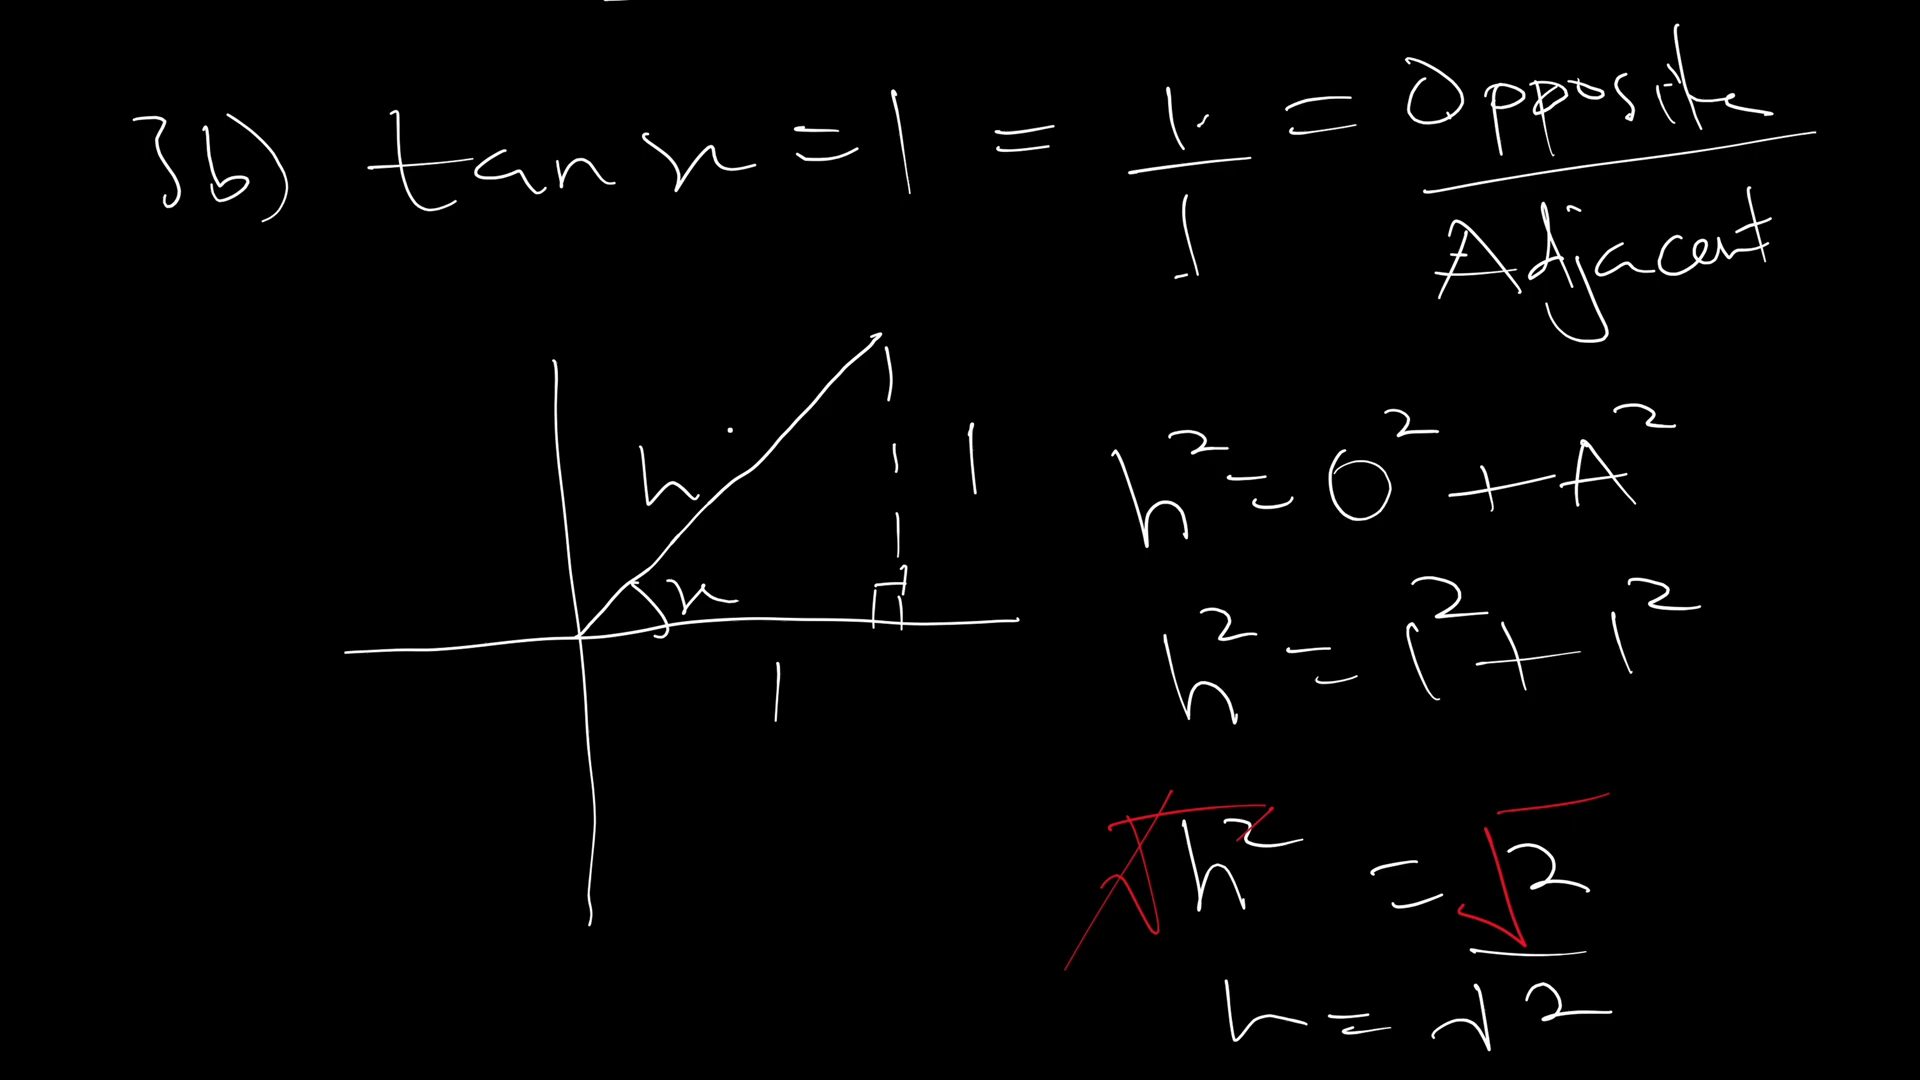 3b) tan x = 1 = 1/1 = Opposite/Adjacent
h
1
x
1
h² = O² + A²
h² = 1² + 1²
√h² = √2
h = √2